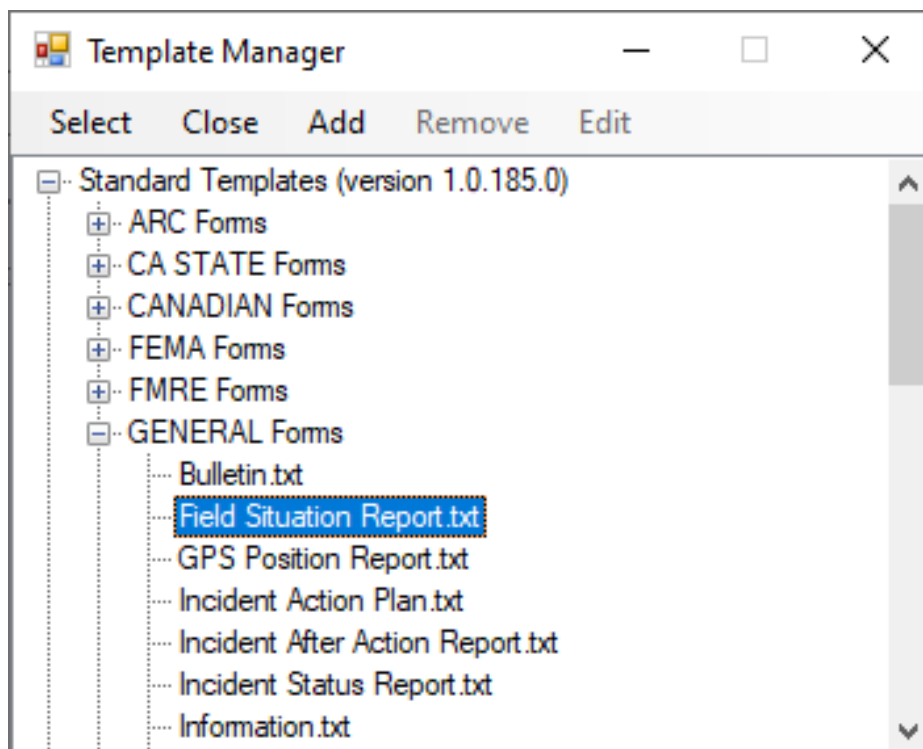 Template Manager
Select Close Add Remove Edit
Standard Templates (version 1.0.185.0)
ARC Forms
CA STATE Forms
CANADIAN Forms
FEMA Forms
FMRE Forms
GENERAL Forms
Bulletin.txt
Field Situation Report.txt
GPS Position Report.txt
Incident Action Plan.txt
Incident After Action Report.txt
Incident Status Report.txt
Information.txt